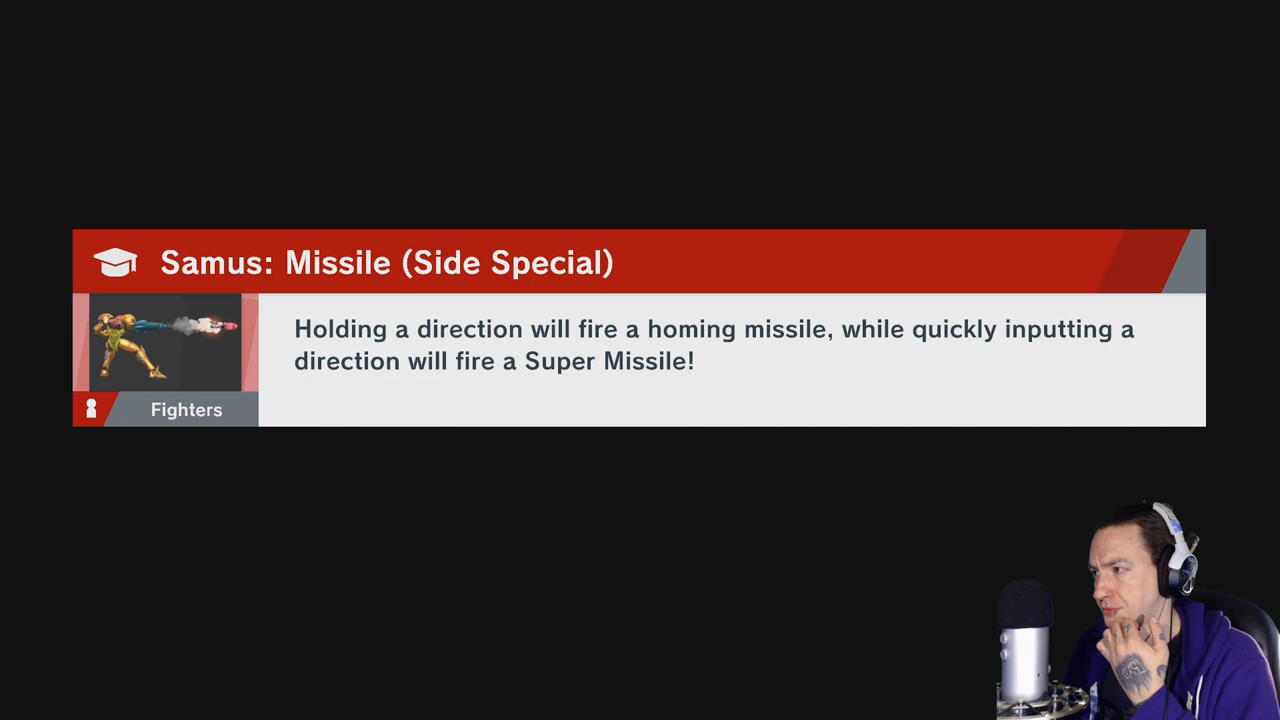 Samus: Missile (Side Special)
Holding a direction will fire a homing missile, while quickly inputting a
direction will fire a Super Missile!
Fighters